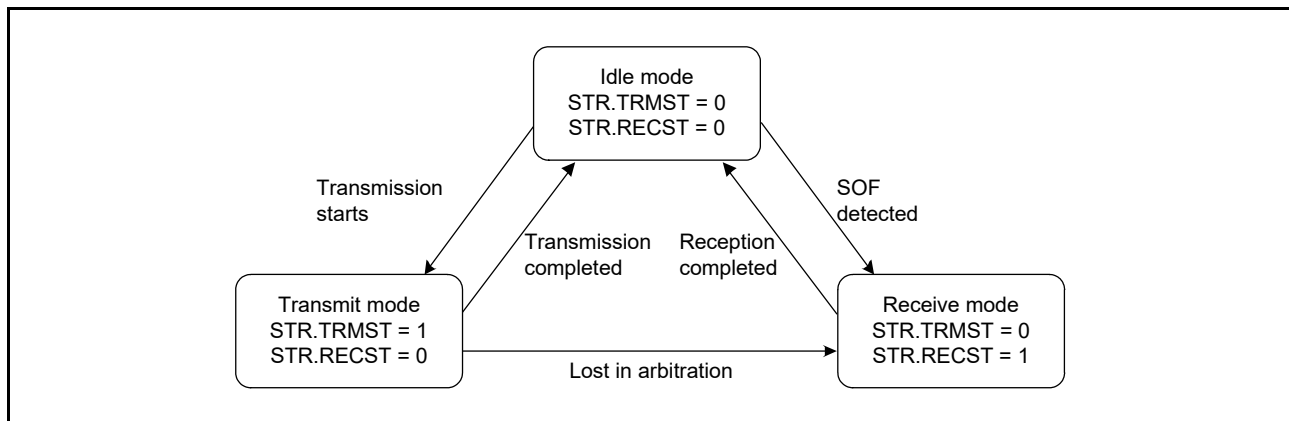 Idle mode
STR.TRMST = 0
STR.RECST = 0
Transmission
starts
SOF
detected
Transmission
completed
Reception
completed
Transmit mode
STR.TRMST = 1
STR.RECST = 0
Receive mode
STR.TRMST = 0
STR.RECST = 1
Lost in arbitration